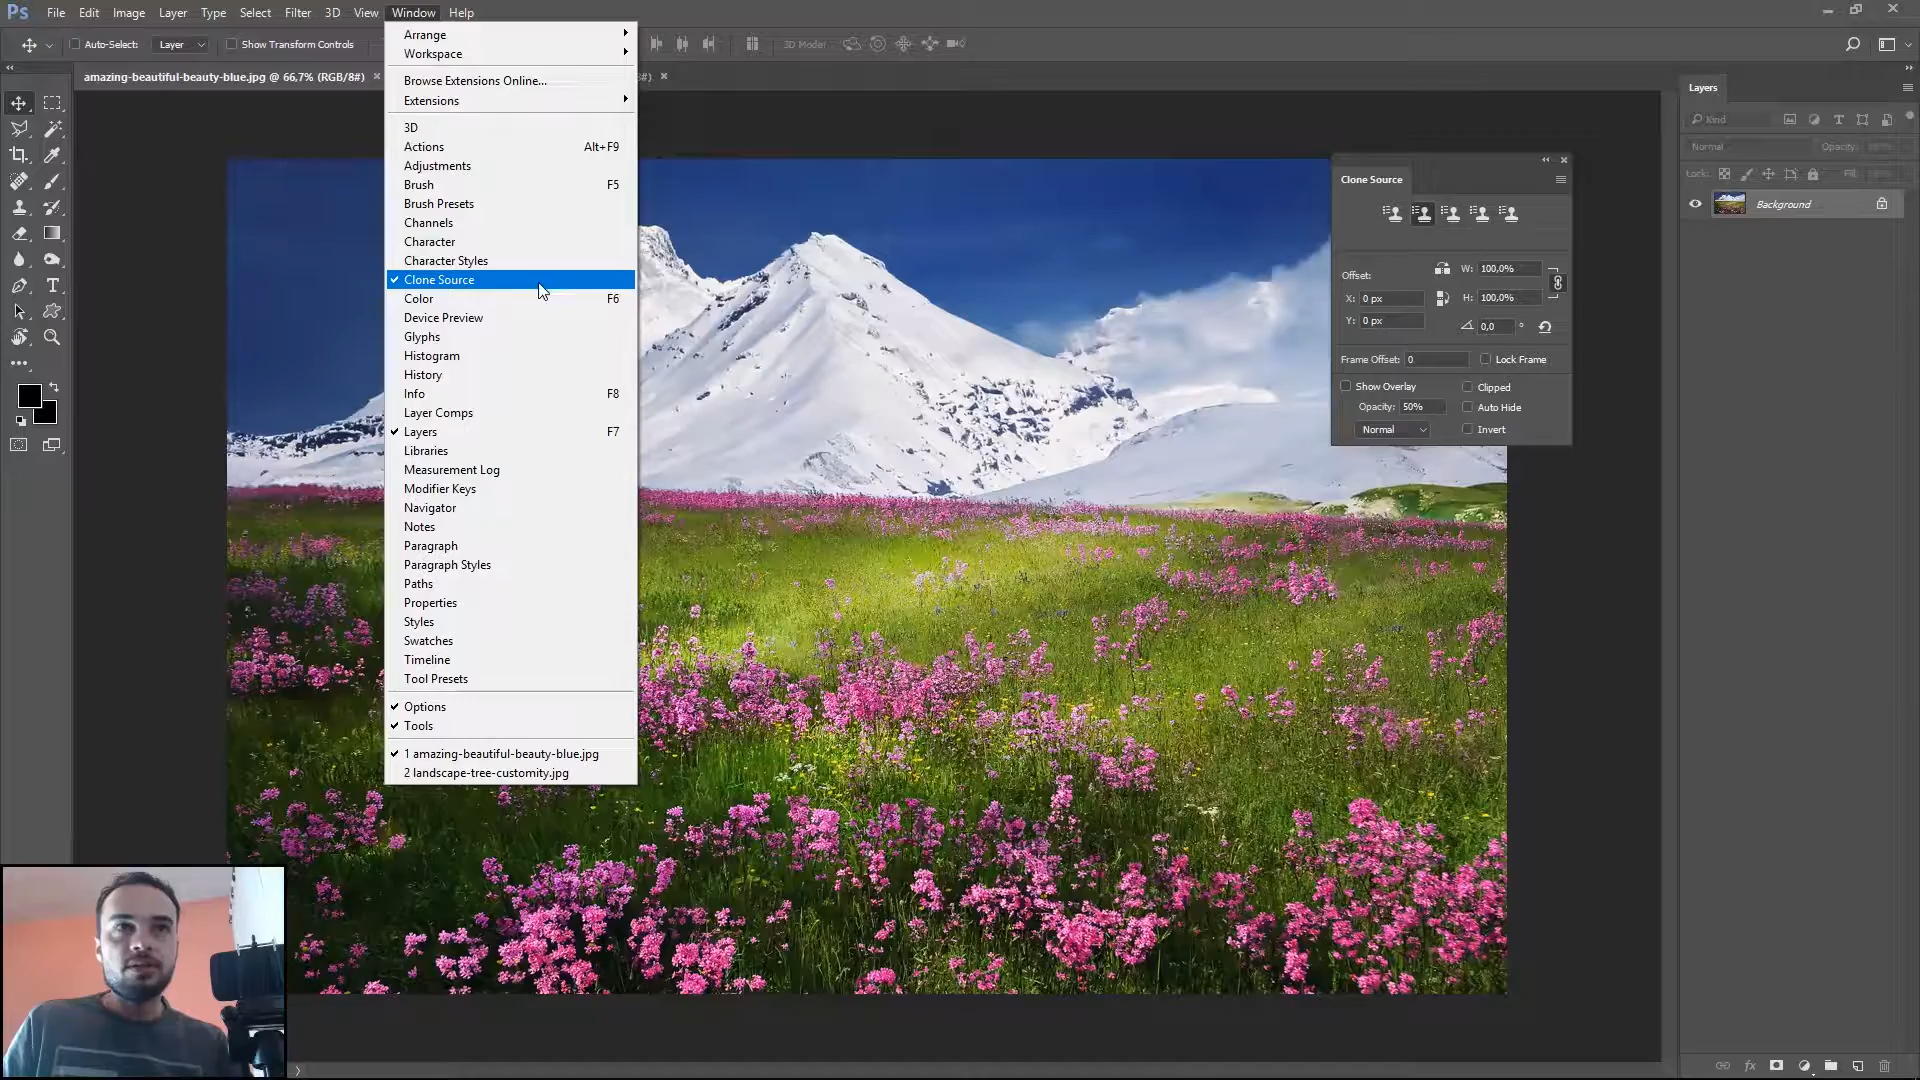 Ps File Edit Image Layer Type Select Filter 3D View Window Help
Auto-Select: Layer Show Transform Controls 3D Model:
amazing-beautiful-beauty-blue.jpg @ 66,7% (RGB/8#) ×
Arrange
Workspace
Browse Extensions Online...
Extensions
3D
Actions Alt+F9
Adjustments
Brush F5
Brush Presets
Channels
Character
Character Styles
Clone Source
Color F6
Device Preview
Glyphs
Histogram
History
Info F8
Layer Comps
Layers F7
Libraries
Measurement Log
Modifier Keys
Navigator
Notes
Paragraph
Paragraph Styles
Paths
Properties
Styles
Swatches
Timeline
Tool Presets
Options
Tools
1 amazing-beautiful-beauty-blue.jpg
2 landscape-tree-customity.jpg
Clone Source
Offset: W: 100,0%
X: 0 px H: 100,0%
Y: 0 px 0,0 °
Frame Offset: 0 Lock Frame
Show Overlay Clipped
Opacity: 50% Auto Hide
Normal Invert
Layers
Kind
Normal Opacity:
Lock: Fill:
Background